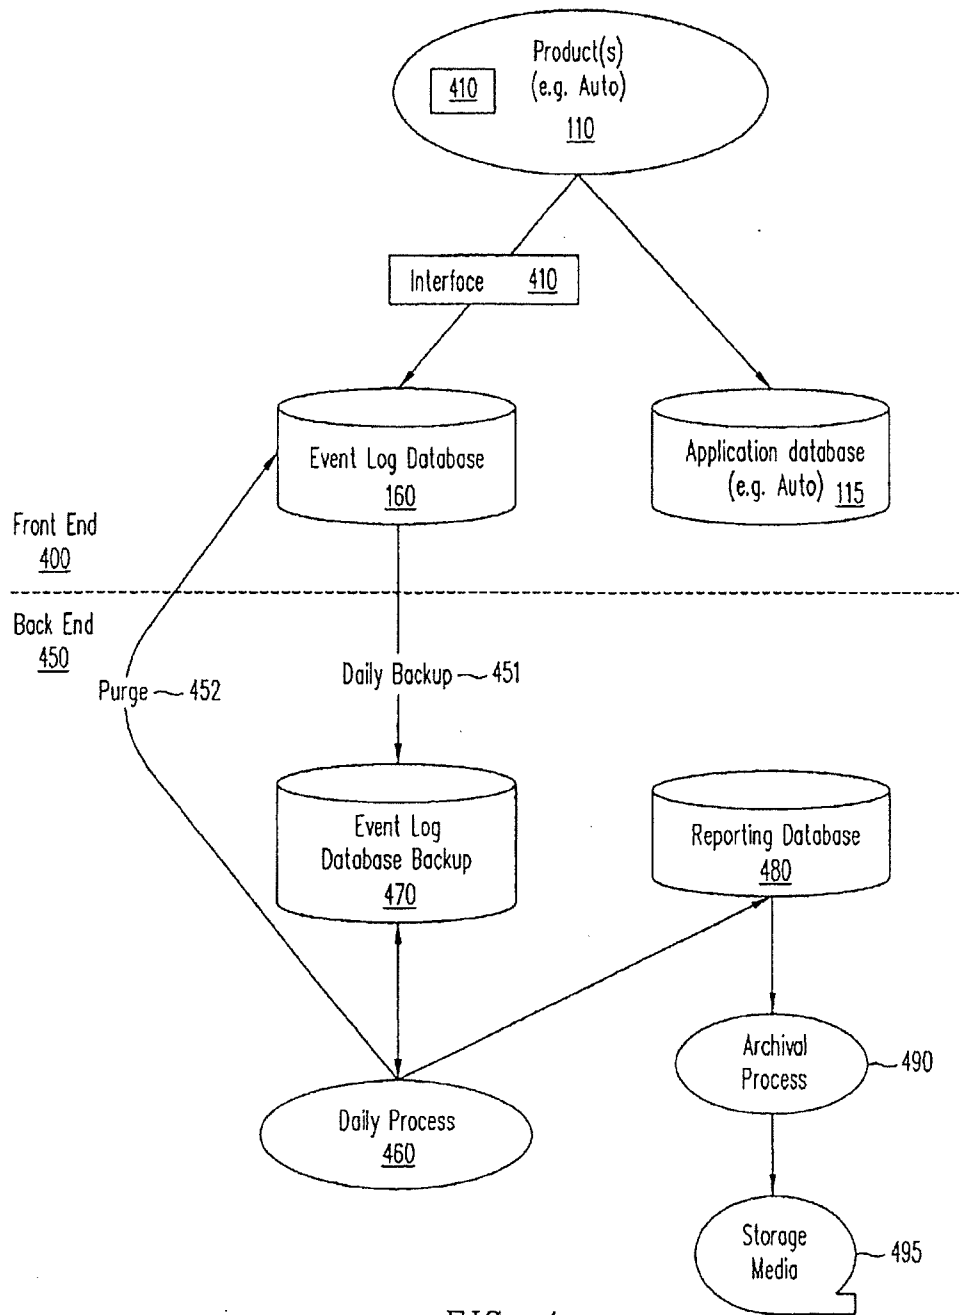 Product(s)
(e.g. Auto)
410
110
Interface 410
Event Log Database
160
Application database
(e.g. Auto) 115
Front End
400
Back End
450
Purge 452
Daily Backup 451
Event Log
Database Backup
470
Reporting Database
480
Archival
Process
490
Daily Process
460
Storage
Media
495